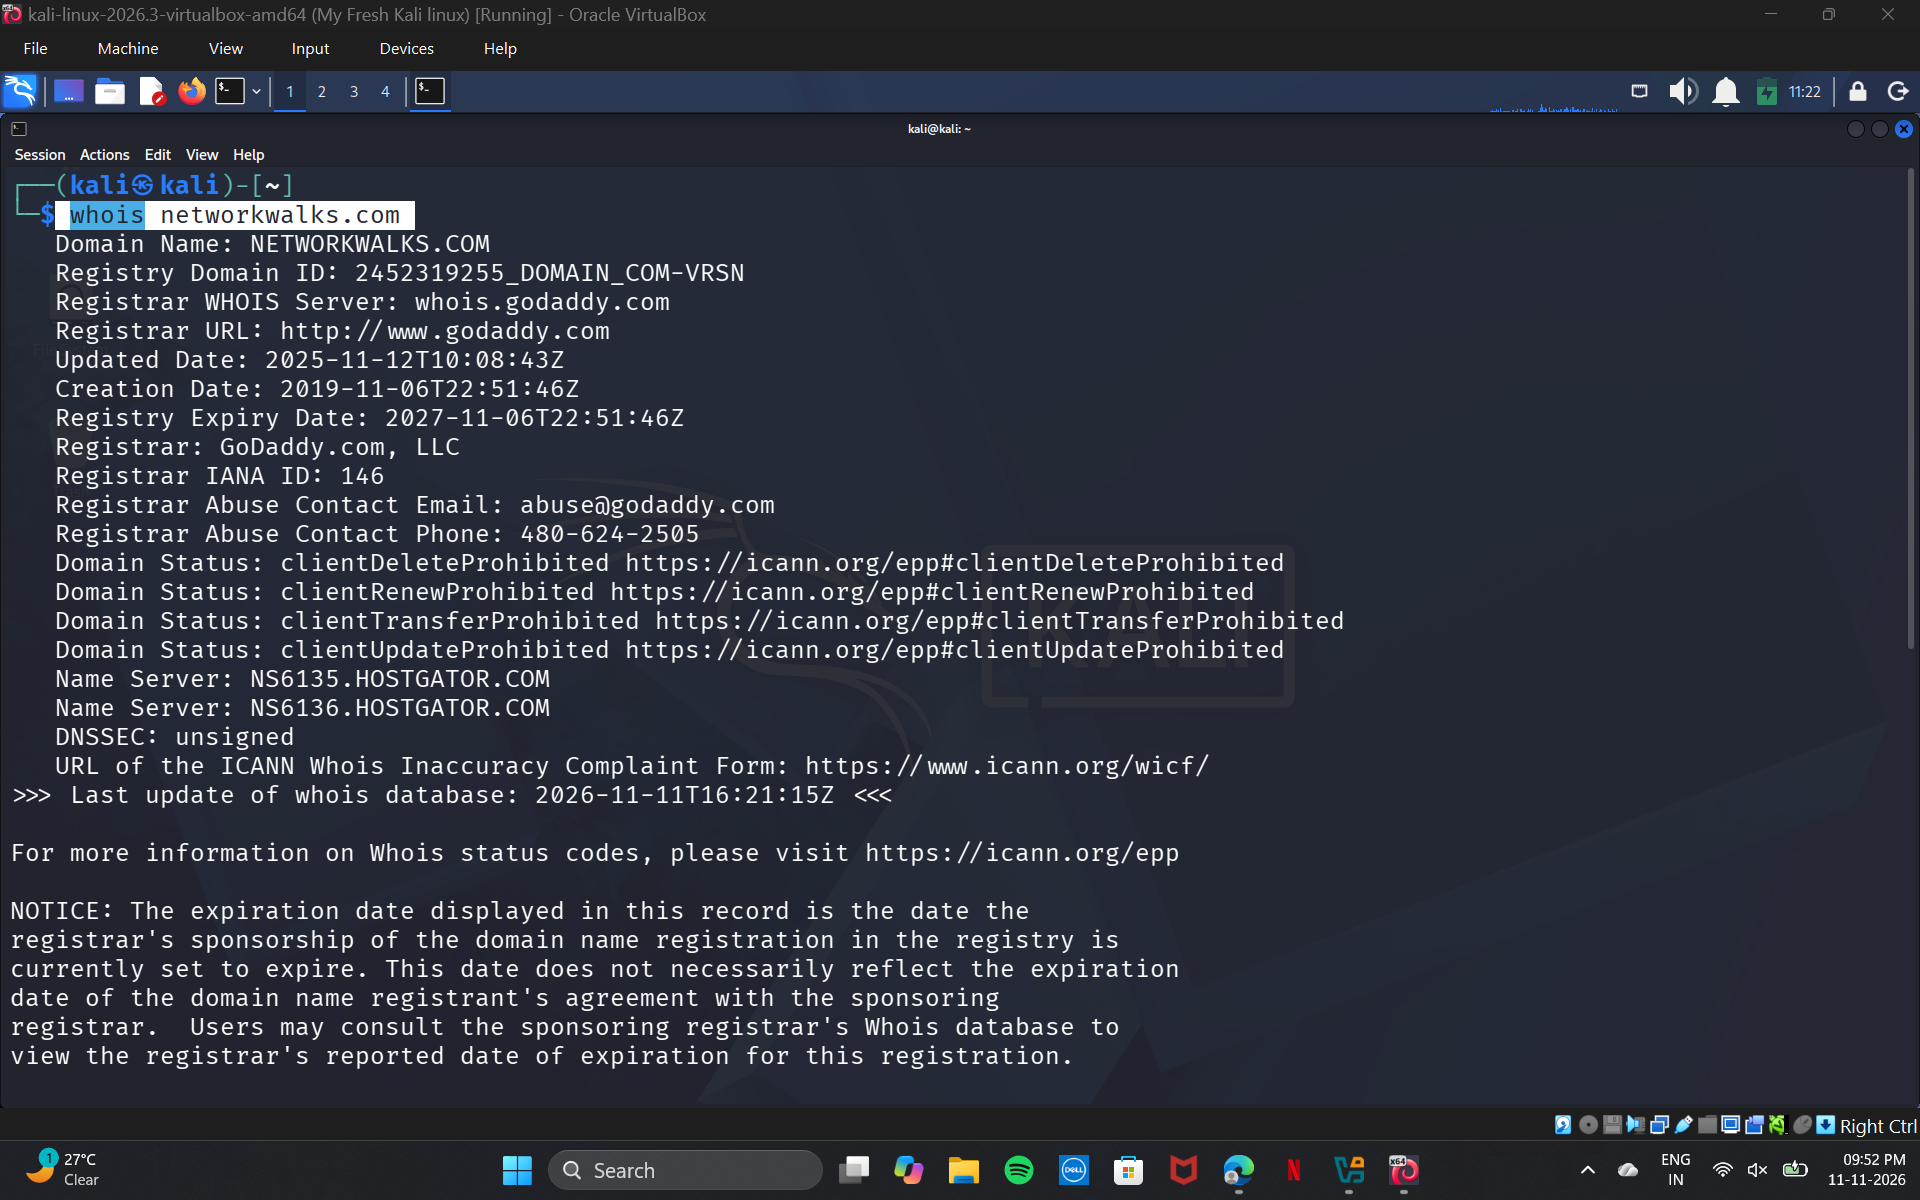 kali-linux-2026.3-virtualbox-amd64 (My Fresh Kali linux) [Running] - Oracle VirtualBox
File Machine View Input Devices Help
1 2 3 4 11:22
kali@kali: ~
Session Actions Edit View Help
┌──(kali㉿kali)-[~]
└─$ whois networkwalks.com
Domain Name: NETWORKWALKS.COM
Registry Domain ID: 2452319255_DOMAIN_COM-VRSN
Registrar WHOIS Server: whois.godaddy.com
Registrar URL: http://www.godaddy.com
Updated Date: 2025-11-12T10:08:43Z
Creation Date: 2019-11-06T22:51:46Z
Registry Expiry Date: 2027-11-06T22:51:46Z
Registrar: GoDaddy.com, LLC
Registrar IANA ID: 146
Registrar Abuse Contact Email: abuse@godaddy.com
Registrar Abuse Contact Phone: 480-624-2505
Domain Status: clientDeleteProhibited https://icann.org/epp#clientDeleteProhibited
Domain Status: clientRenewProhibited https://icann.org/epp#clientRenewProhibited
Domain Status: clientTransferProhibited https://icann.org/epp#clientTransferProhibited
Domain Status: clientUpdateProhibited https://icann.org/epp#clientUpdateProhibited
Name Server: NS6135.HOSTGATOR.COM
Name Server: NS6136.HOSTGATOR.COM
DNSSEC: unsigned
URL of the ICANN Whois Inaccuracy Complaint Form: https://www.icann.org/wicf/
>>> Last update of whois database: 2026-11-11T16:21:15Z <<<
For more information on Whois status codes, please visit https://icann.org/epp
NOTICE: The expiration date displayed in this record is the date the
registrar's sponsorship of the domain name registration in the registry is
currently set to expire. This date does not necessarily reflect the expiration
date of the domain name registrant's agreement with the sponsoring
registrar.  Users may consult the sponsoring registrar's Whois database to
view the registrar's reported date of expiration for this registration.
KALI
Right Ctrl
1
27°C
Clear
Search
DELL
x64
ENG
IN
09:52 PM
11-11-2026